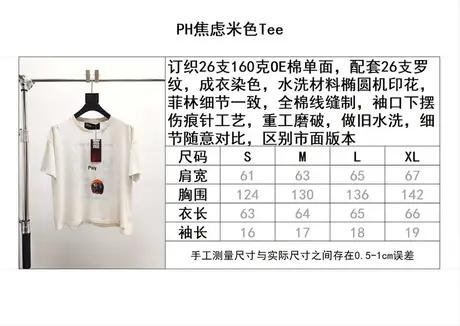 PH焦虑米色Tee
订织26支160克OE棉单面，配套26支罗
纹，成衣染色，水洗材料椭圆机印花，
菲林细节一致，全棉线缝制，袖口下摆
伤痕针工艺，重工磨破，做旧水洗，细
节随意对比，区别市面版本
尺码 S M L XL
肩宽 61 63 65 67
胸围 124 130 136 142
衣长 63 64 65 66
袖长 16 17 18 19
手工测量尺寸与实际尺寸之间存在0.5-1cm误差